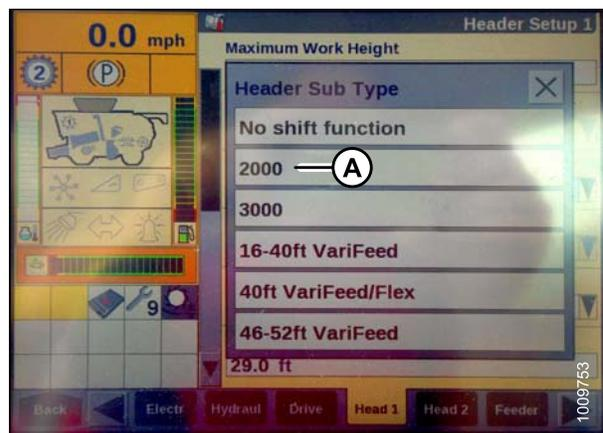 Header Setup 1
0.0 mph
Maximum Work Height
2
P
Header Sub Type
No shift function
2000
A
3000
16-40ft VariFeed
40ft VariFeed/Flex
46-52ft VariFeed
9
29.0 ft
Back
Electr
Hydraul
Drive
Head 1
Head 2
Feeder
1009753